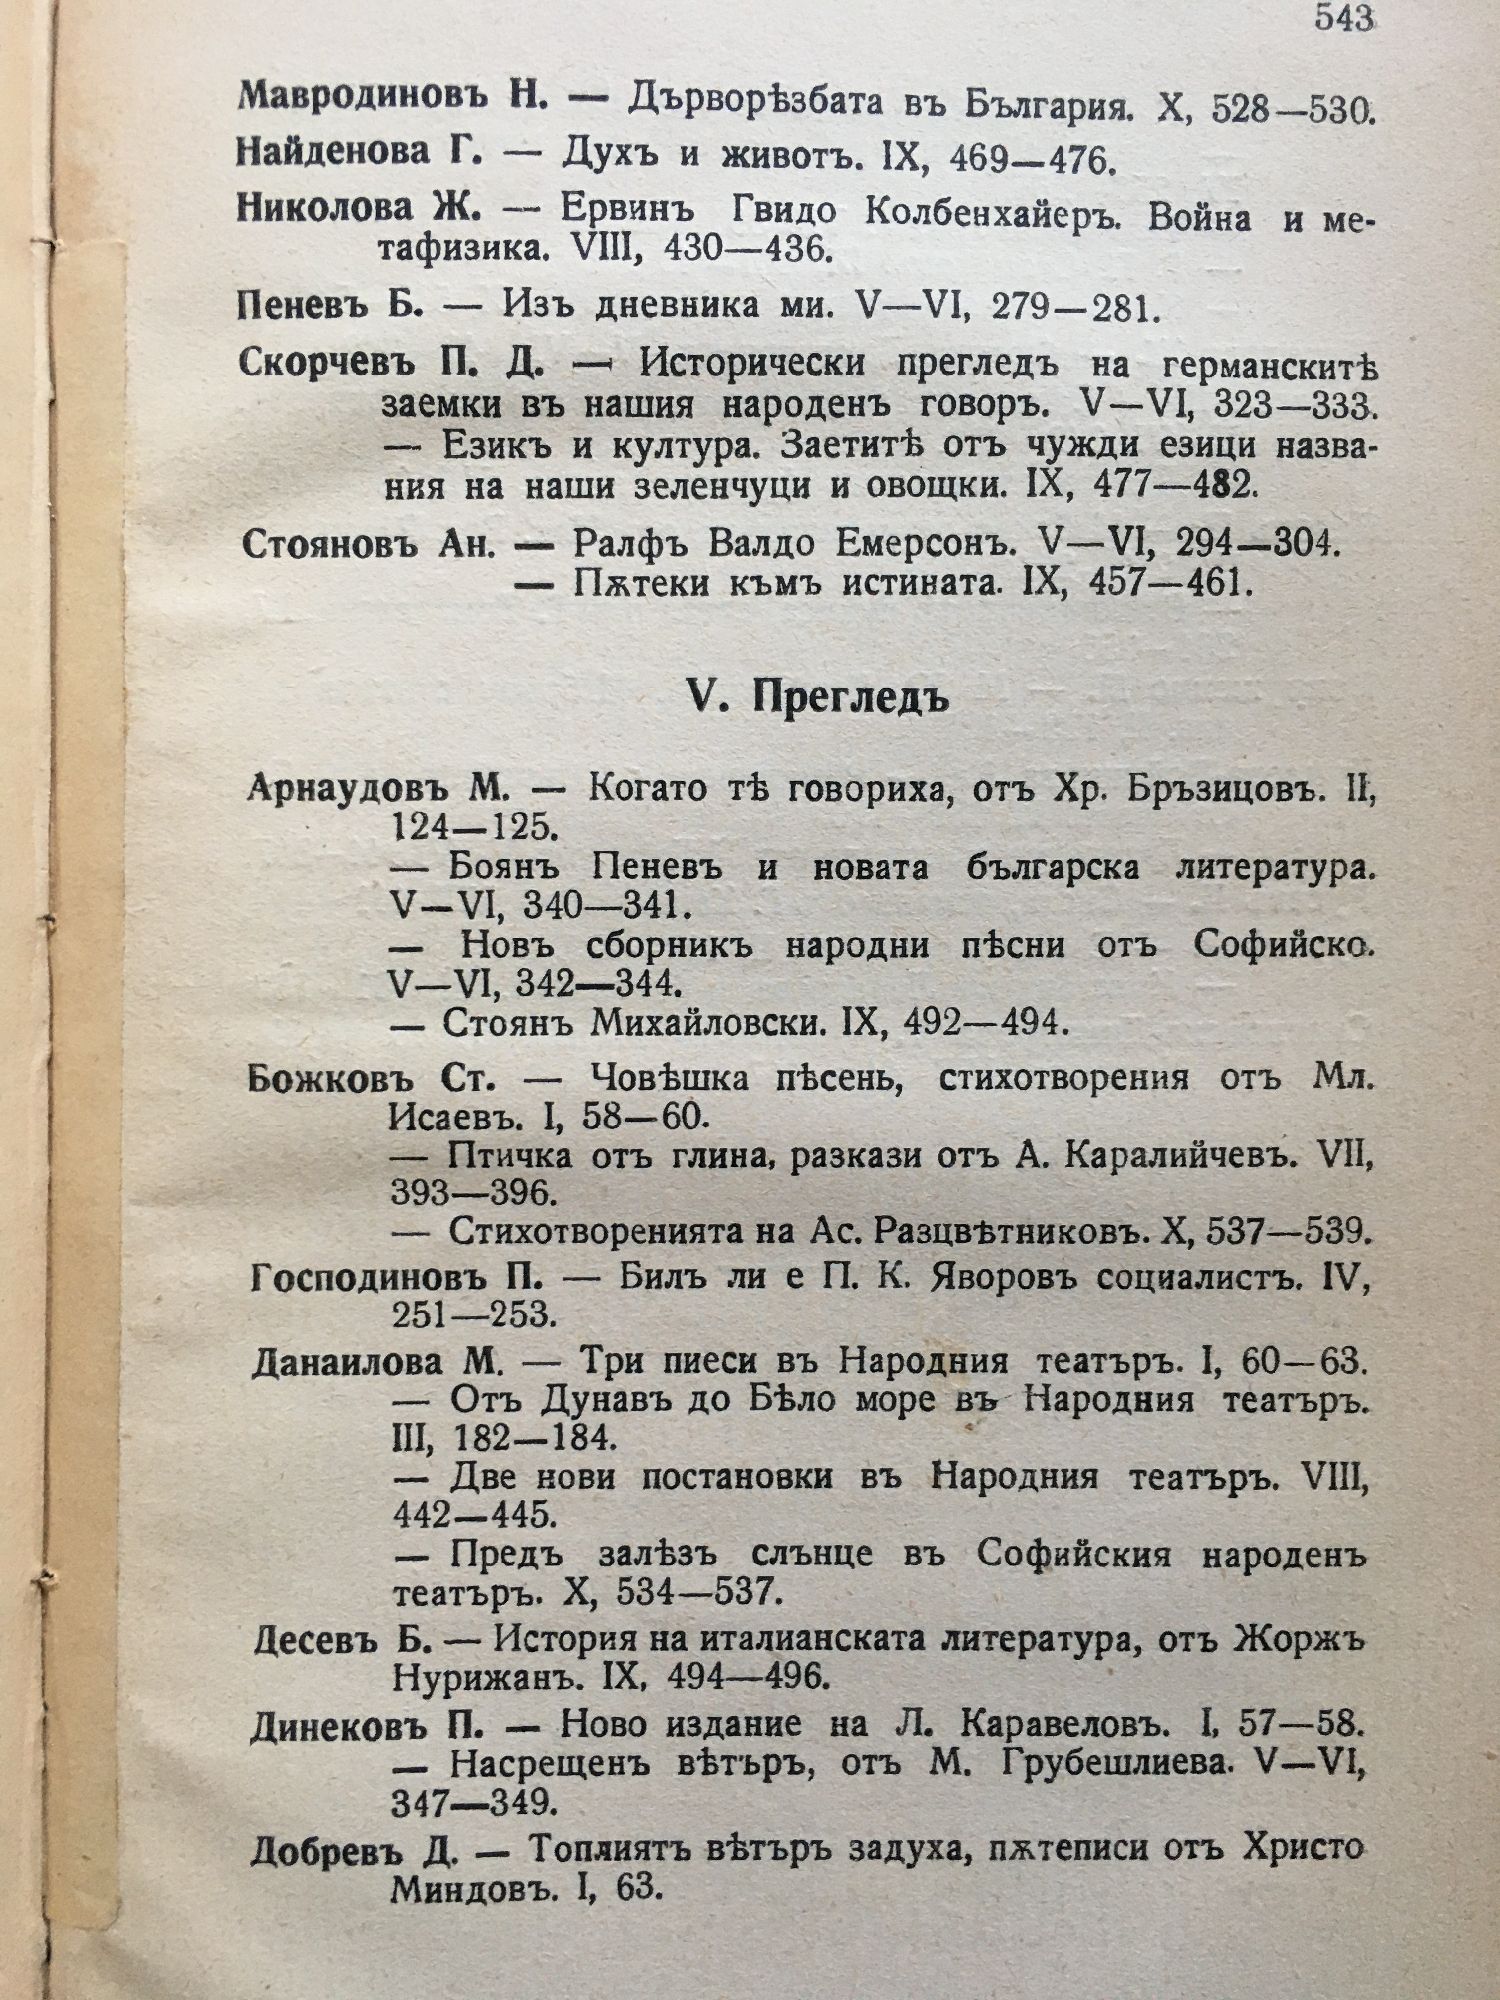 543
Мавродиновъ Н. — Дърворѣзбата въ България. X, 528—530.
Найденова Г. — Духъ и животъ. IX, 469—476.
Николова Ж. — Ервинъ Гвидо Колбенхайеръ. Война и ме-
тафизика. VIII, 430—436.
Пеневъ Б. — Изъ дневника ми. V—VI, 279—281.
Скорчевъ П. Д. — Исторически прегледъ на германскитѣ
заемки въ нашия народенъ говоръ. V—VI, 323—333.
— Езикъ и култура. Заетитѣ отъ чужди езици назва-
ния на наши зеленчуци и овощки. IX, 477—482.
Стояновъ Ан. — Ралфъ Валдо Емерсонъ. V—VI, 294—304.
— Пѫтеки къмъ истината. IX, 457—461.
V. Прегледъ
Арнаудовъ М. — Когато тѣ говориха, отъ Хр. Бръзицовъ. II,
124—125.
— Боянъ Пеневъ и новата българска литература.
V—VI, 340—341.
— Новъ сборникъ народни пѣсни отъ Софийско.
V—VI, 342—344.
— Стоянъ Михайловски. IX, 492—494.
Божковъ Ст. — Човѣшка пѣсень, стихотворения отъ Мл.
Исаевъ. I, 58—60.
— Птичка отъ глина, разкази отъ А. Каралийчевъ. VII,
393—396.
— Стихотворенията на Ас. Разцвѣтниковъ. X, 537—539.
Господиновъ П. — Билъ ли е П. К. Яворовъ социалистъ. IV,
251—253.
Данаилова М. — Три пиеси въ Народния театъръ. I, 60—63.
— Отъ Дунавъ до Бѣло море въ Народния театъръ.
III, 182—184.
— Две нови постановки въ Народния театъръ. VIII,
442—445.
— Предъ залѣзъ слънце въ Софийския народенъ
театъръ. X, 534—537.
Десевъ Б. — История на италианската литература, отъ Жоржъ
Нурижанъ. IX, 494—496.
Динековъ П. — Ново издание на Л. Каравеловъ. I, 57—58.
— Насрещенъ вѣтъръ, отъ М. Грубешлиева. V—VI,
347—349.
Добревъ Д. — Топлиятъ вѣтъръ задуха, пѫтеписи отъ Христо
Миндовъ. I, 63.